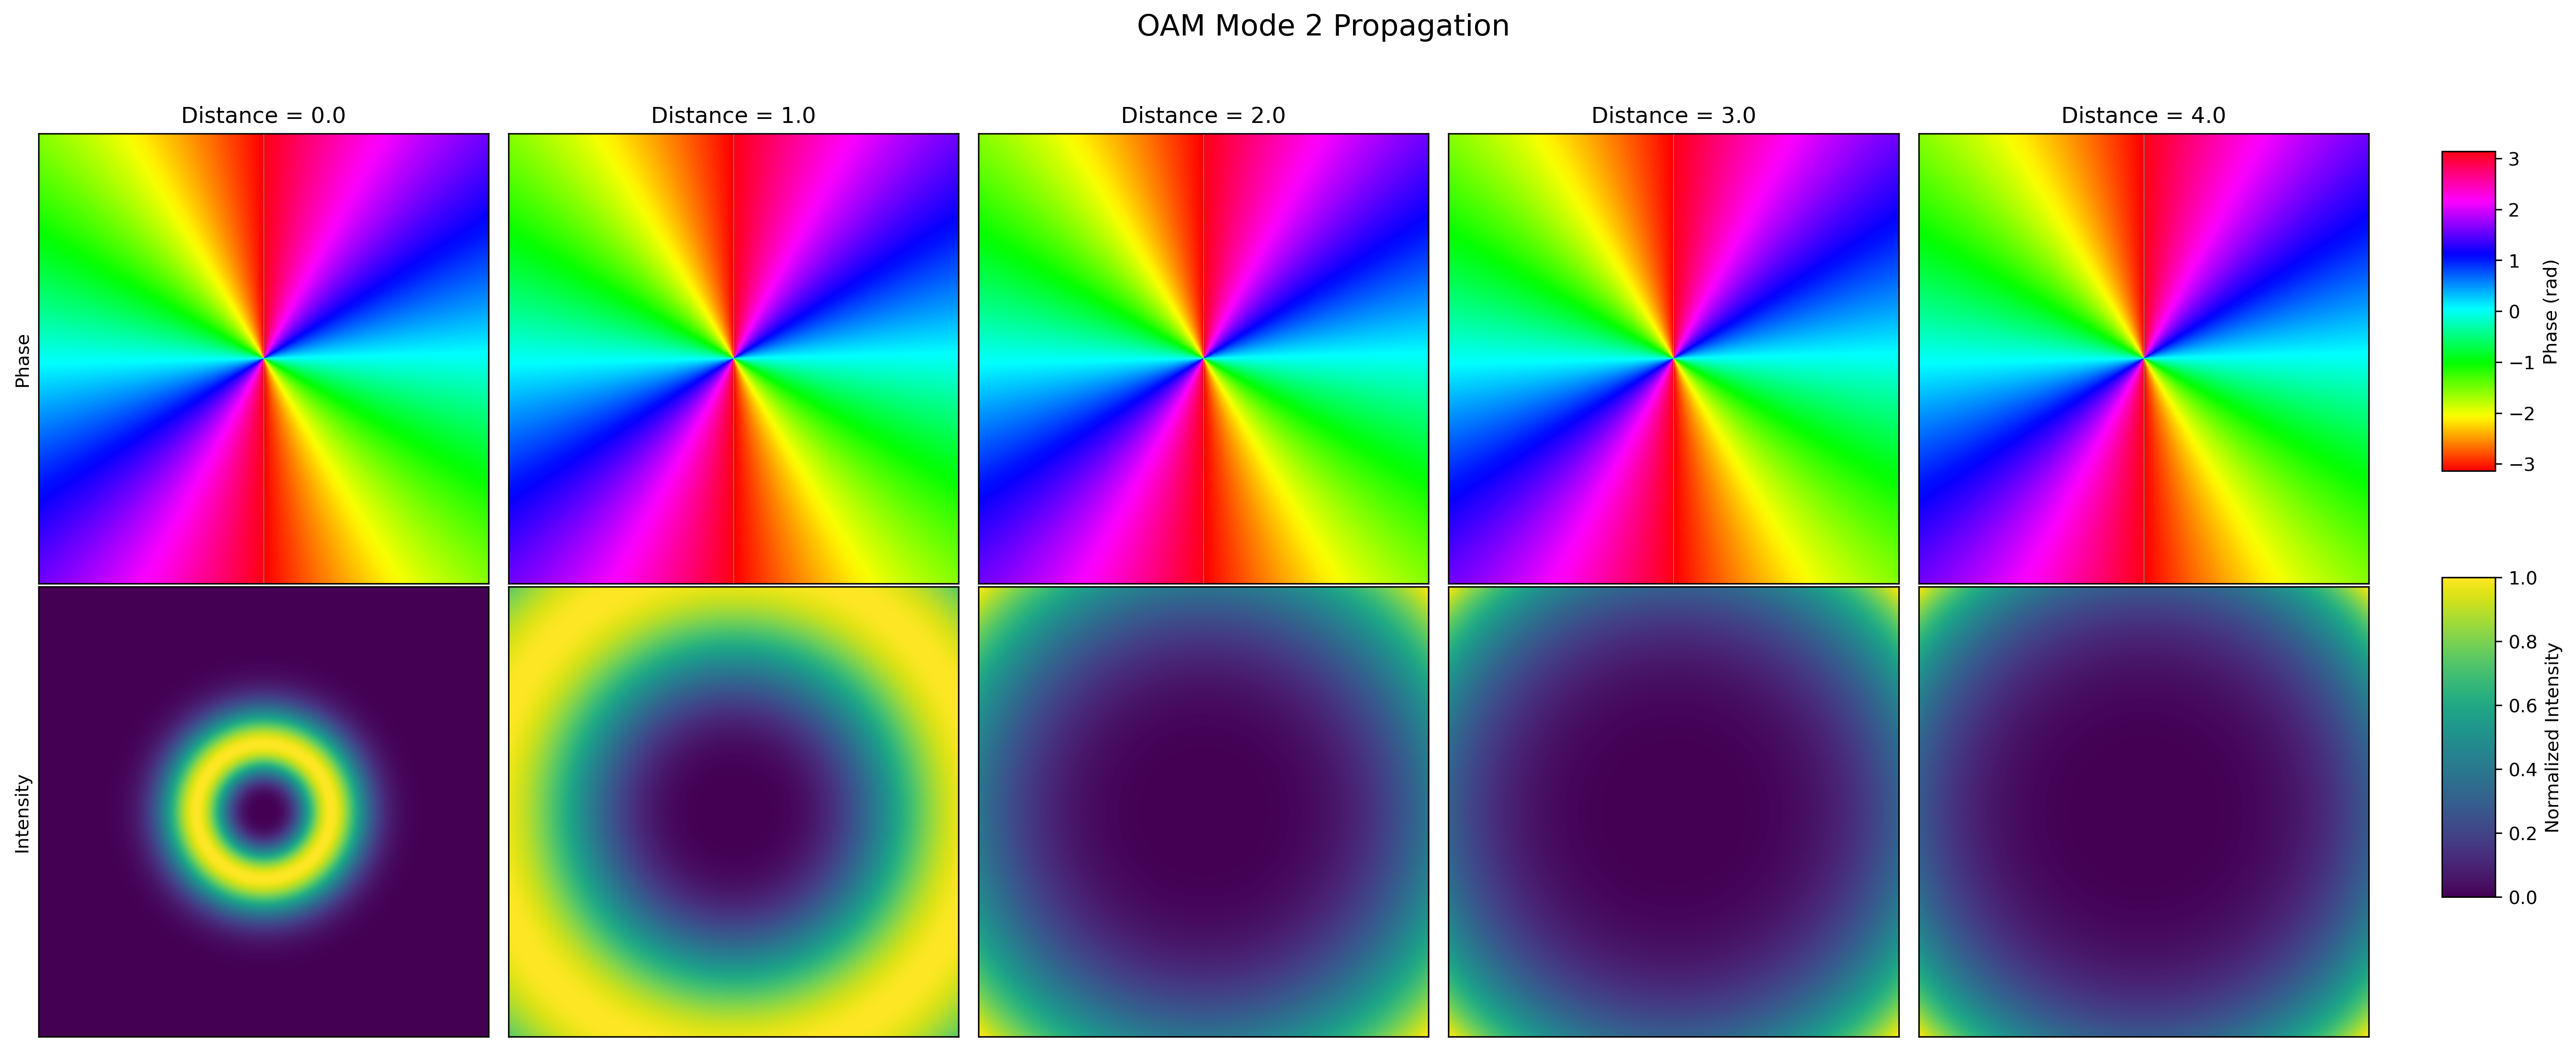 OAM Mode 2 Propagation
Distance = 0.0
Distance = 1.0
Distance = 2.0
Distance = 3.0
Distance = 4.0
Phase
3
2
1
0
−1
−2
−3
Phase (rad)
Intensity
1.0
0.8
0.6
0.4
0.2
0.0
Normalized Intensity